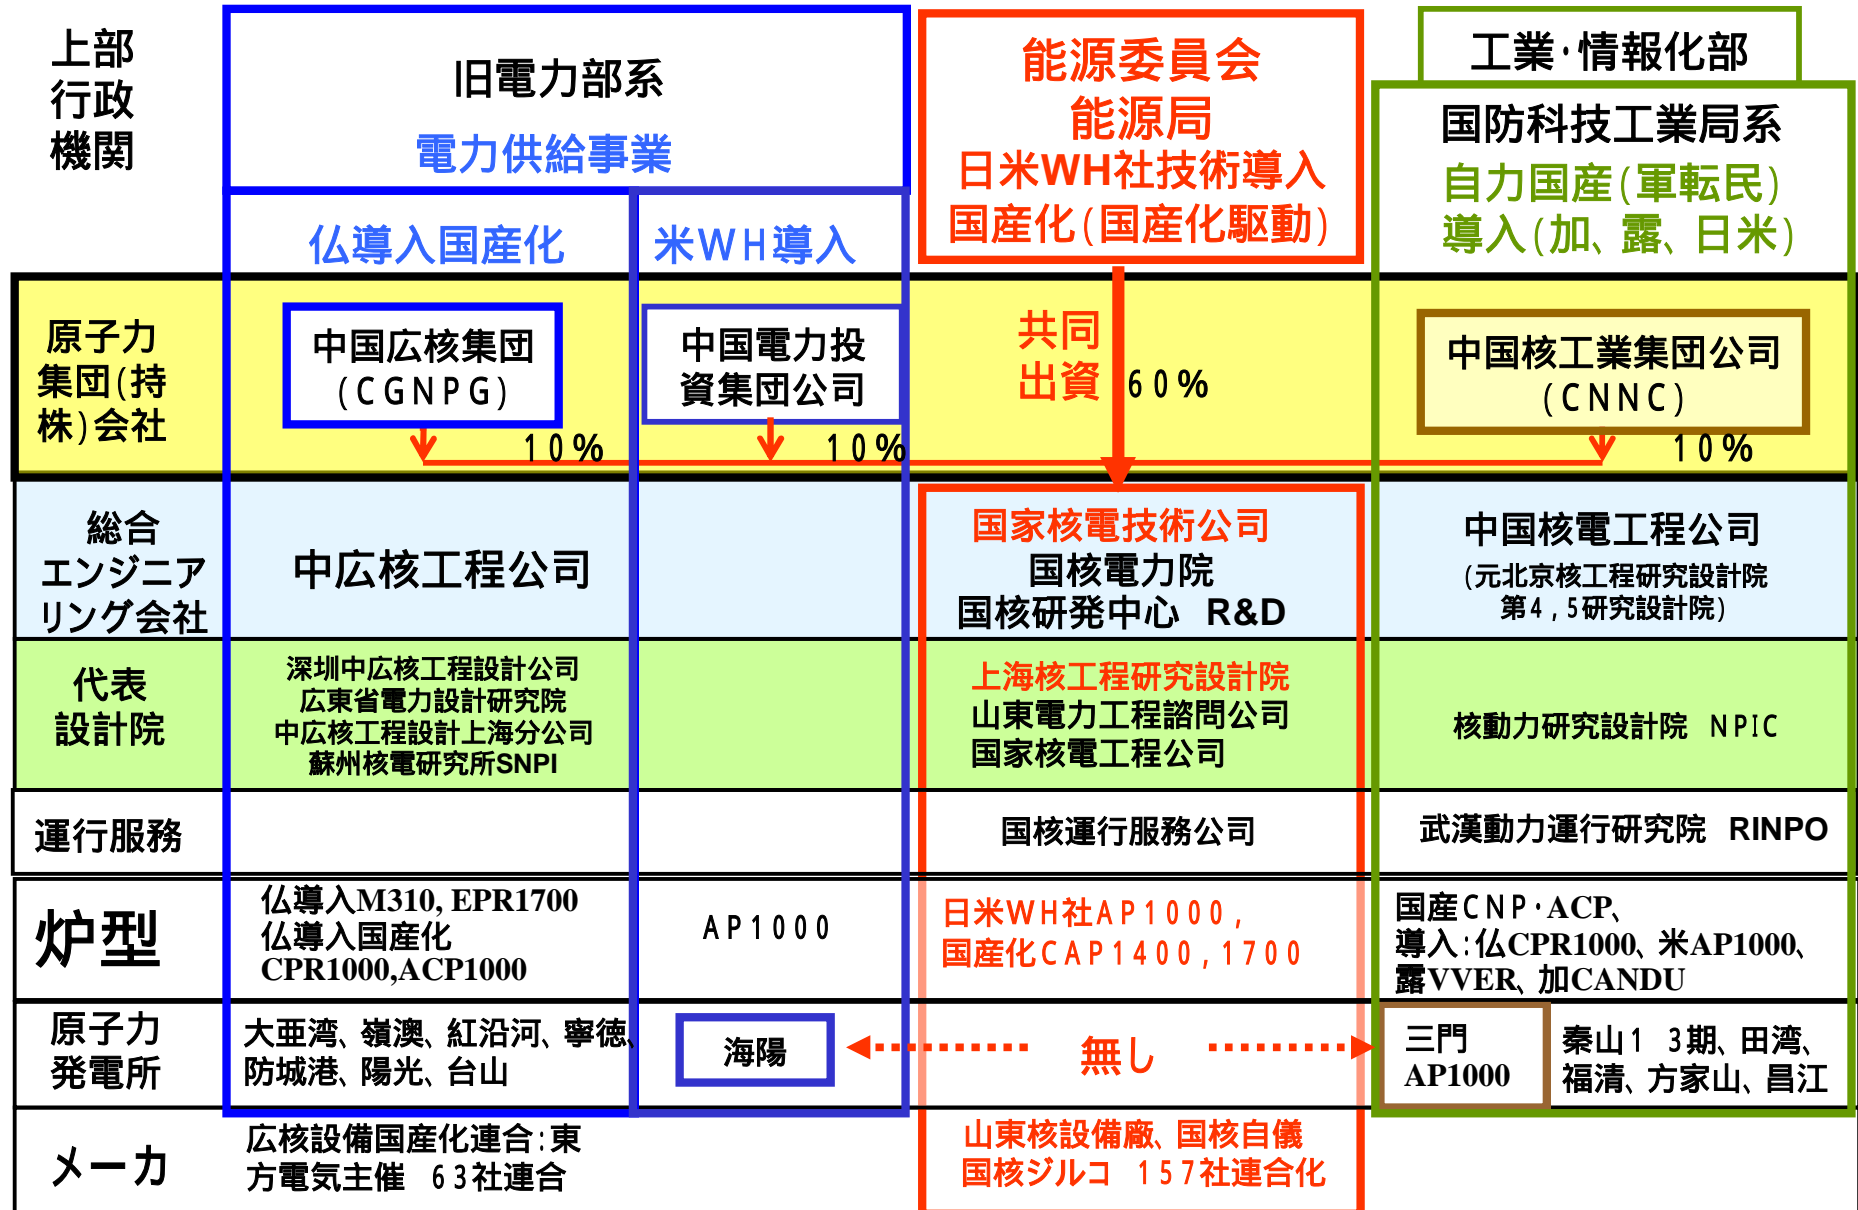 上部
行政
機関
旧電力部系
電力供給事業
仏導入国産化
米WH導入
能源委員会
能源局
日米WH社技術導入
国産化(国産化駆動)
工業·情報化部
国防科技工業局系
自力国産(軍転民)
導入(加、露、日米)
原子力
集団(持
株)会社
中国広核集団
(CGNPG)
10%
中国電力投
資集団公司
10%
共同
出資
60%
中国核工業集団公司
(CNNC)
10%
総合
エンジニア
リング会社
中広核工程公司
国家核電技術公司
国核電力院
国核研発中心 R&D
中国核電工程公司
(元北京核工程研究設計院
第4,5研究設計院)
代表
設計院
深圳中広核工程設計公司
広東省電力設計研究院
中広核工程設計上海分公司
蘇州核電研究所SNPI
上海核工程研究設計院
山東電力工程諮問公司
国家核電工程公司
核動力研究設計院 NPIC
運行服務
国核運行服務公司
武漢動力運行研究院 RINPO
炉型
仏導入M310, EPR1700
仏導入国産化
CPR1000,ACP1000
AP1000
日米WH社AP1000,
国産化CAP1400,1700
国産CNP·ACP、
導入:仏CPR1000、米AP1000、
露VVER、加CANDU
原子力
発電所
大亜湾、嶺澳、紅沿河、寧徳、
防城港、陽光、台山
海陽
無し
三門
AP1000
秦山1 3期、田湾、
福清、方家山、昌江
メーカ
広核設備国産化連合:東
方電気主催 63社連合
山東核設備廠、国核自儀
国核ジルコ 157社連合化